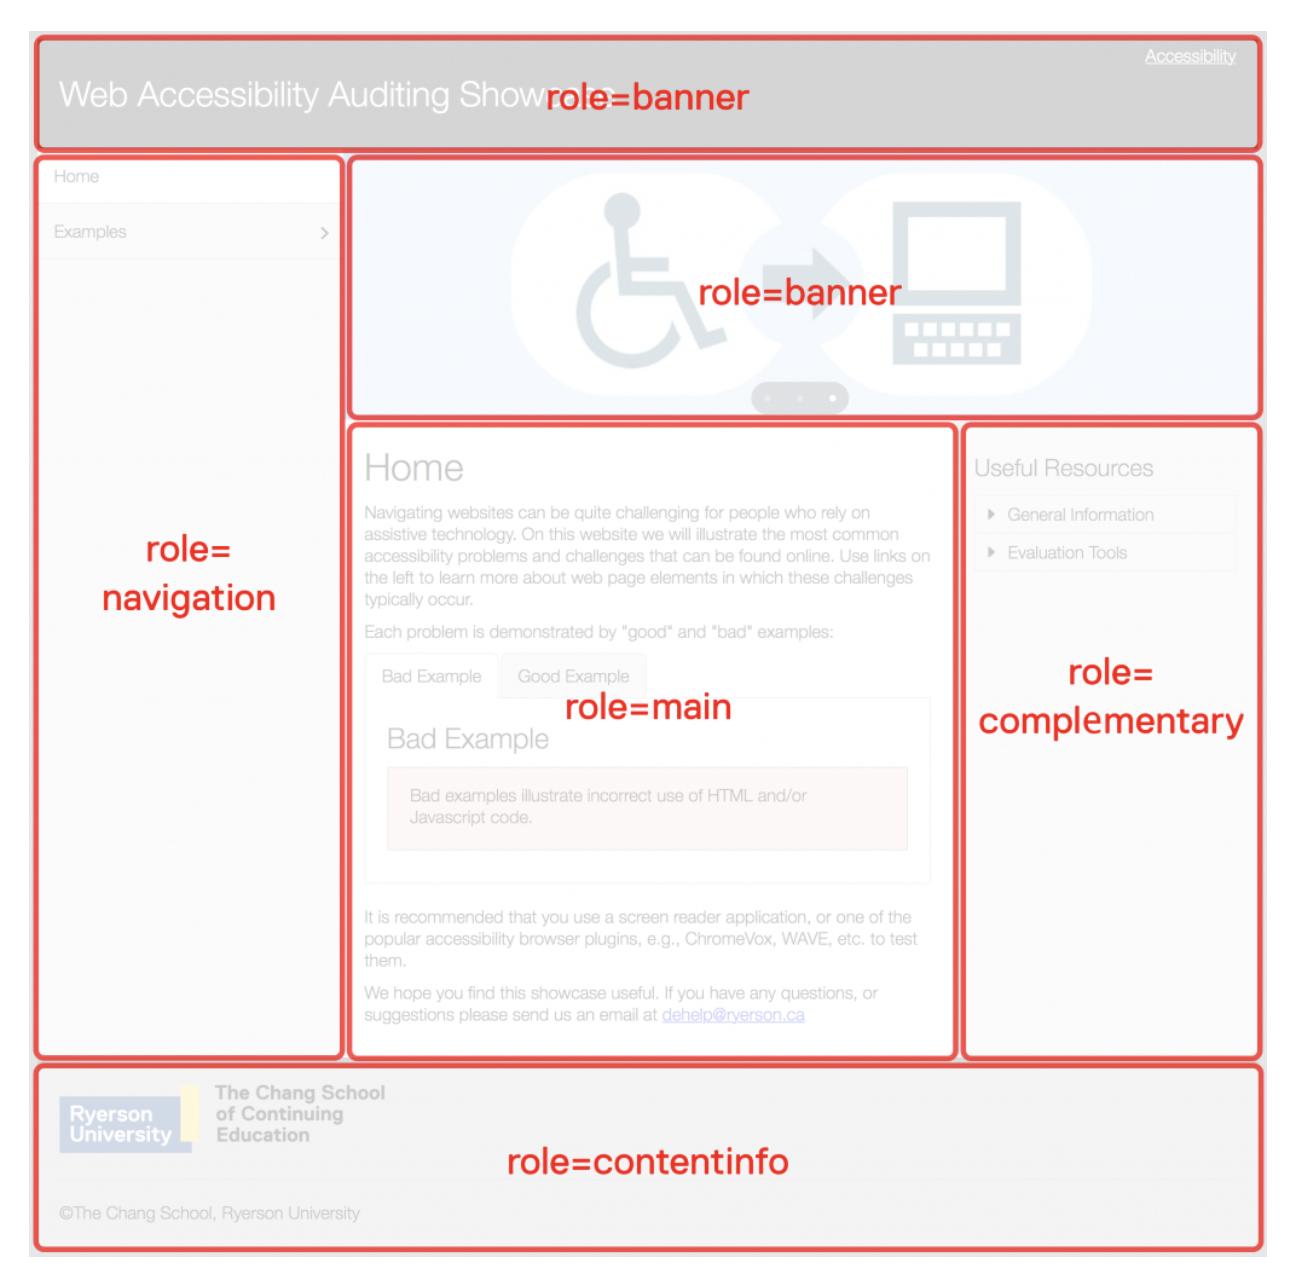 Accessibility
Web Accessibility Auditing Showcase
role=banner
Home
Examples
role=banner
role=
navigation
Home
Navigating websites can be quite challenging for people who rely on
assistive technology. On this website we will illustrate the most common
accessibility problems and challenges that can be found online. Use links on
the left to learn more about web page elements in which these challenges
typically occur.
Each problem is demonstrated by "good" and "bad" examples:
Bad Example
Good Example
role=main
Bad Example
Bad examples illustrate incorrect use of HTML and/or
Javascript code.
It is recommended that you use a screen reader application, or one of the
popular accessibility browser plugins, e.g., ChromeVox, WAVE, etc. to test
them.
We hope you find this showcase useful. If you have any questions, or
suggestions please send us an email at dehelp@ryerson.ca
Useful Resources
General Information
Evaluation Tools
role=
complementary
Ryerson
University
The Chang School
of Continuing
Education
role=contentinfo
©The Chang School, Ryerson University